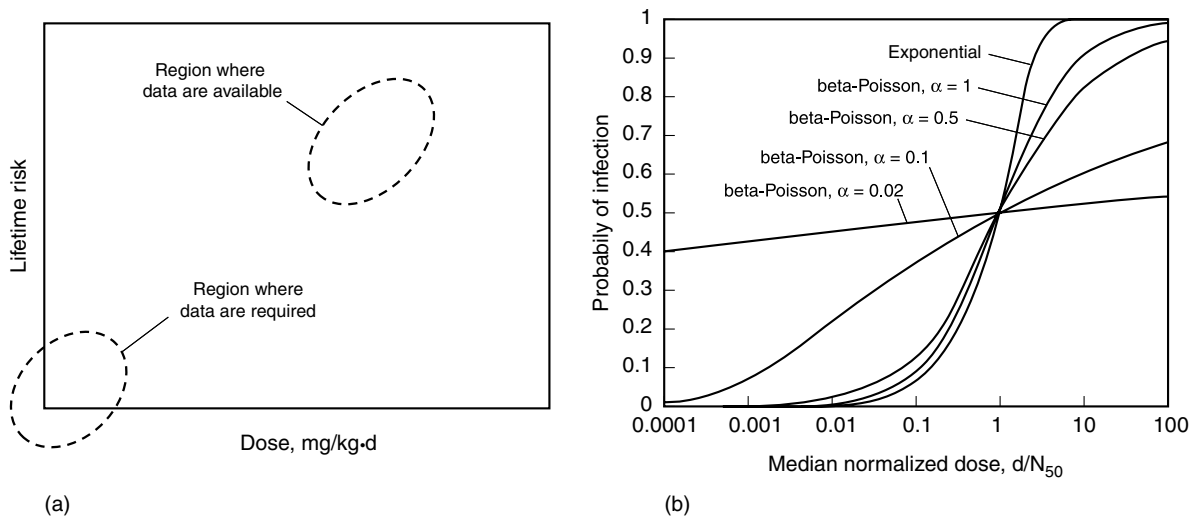 Region where
data are available
Region where
data are required
Lifetime risk
Dose, mg/kg•d
(a)
1
0.9
0.8
0.7
0.6
0.5
0.4
0.3
0.2
0.1
0
Probabily of infection
Exponential
beta-Poisson, α = 1
beta-Poisson, α = 0.5
beta-Poisson, α = 0.1
beta-Poisson, α = 0.02
0.0001 0.001 0.01 0.1 1 10 100
Median normalized dose, d/N50
(b)